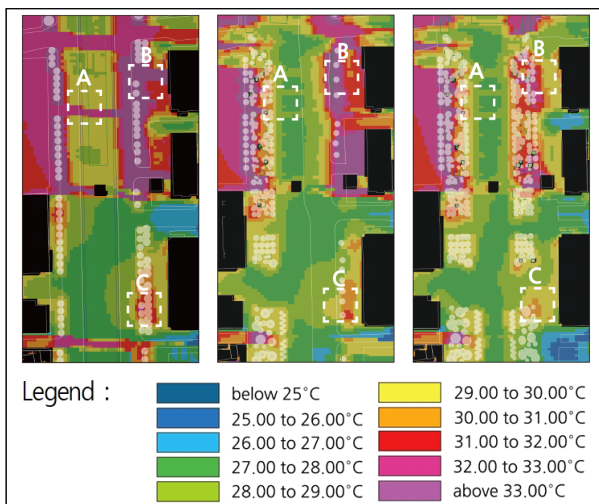 A
B
C
A
B
C
A
B
C
Legend :
below 25°C
25.00 to 26.00°C
26.00 to 27.00°C
27.00 to 28.00°C
28.00 to 29.00°C
29.00 to 30.00°C
30.00 to 31.00°C
31.00 to 32.00°C
32.00 to 33.00°C
above 33.00°C